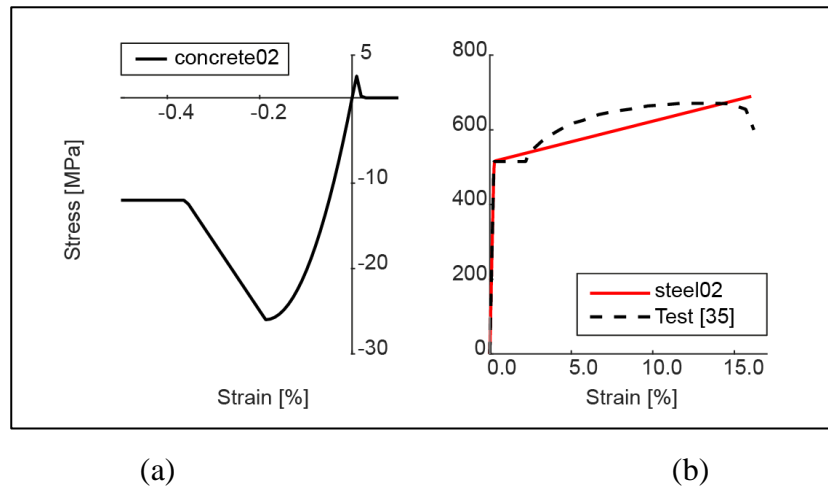 concrete02
5
-0.4
-0.2
-10
-20
-30
Stress [MPa]
Strain [%]
800
600
400
200
0
0.0
5.0
10.0
15.0
steel02
Test [35]
Strain [%]
(a)
(b)